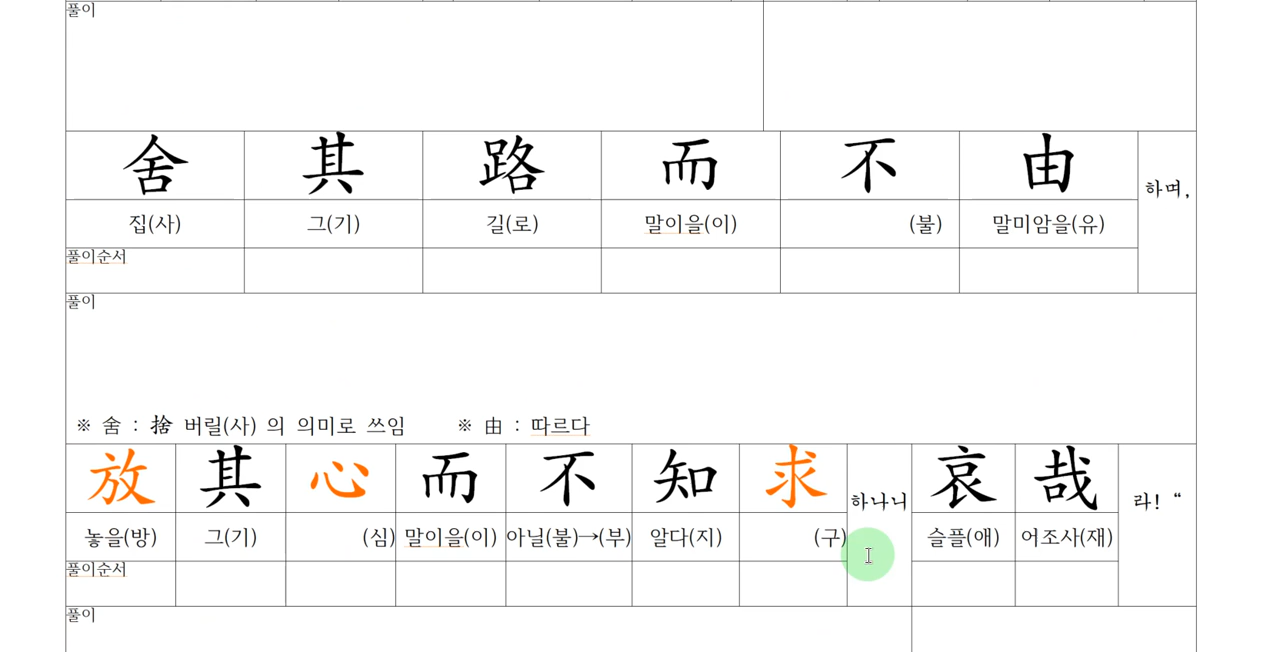 풀이
舍 其 路 而 不 由 하며,
집(사) 그(기) 길(로) 말이을(이) (불) 말미암을(유)
풀이순서
풀이
※ 舍 : 捨 버릴(사) 의 의미로 쓰임 ※ 由 : 따르다
放 其 心 而 不 知 求 하나니 哀 哉 라! “
놓을(방) 그(기) (심) 말이을(이) 아닐(불)→(부) 알다(지) (구) 슬플(애) 어조사(재)
풀이순서
풀이